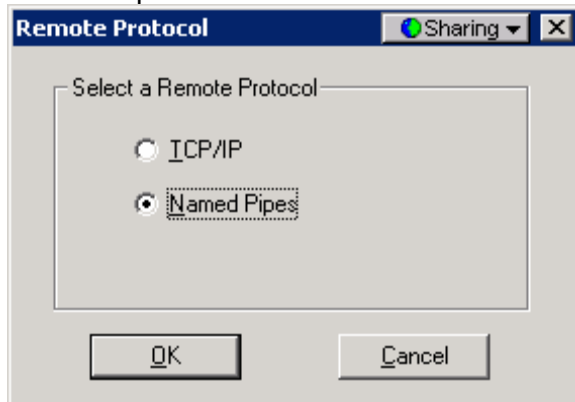 Remote Protocol Sharing
Select a Remote Protocol
TCP/IP
Named Pipes
OK Cancel